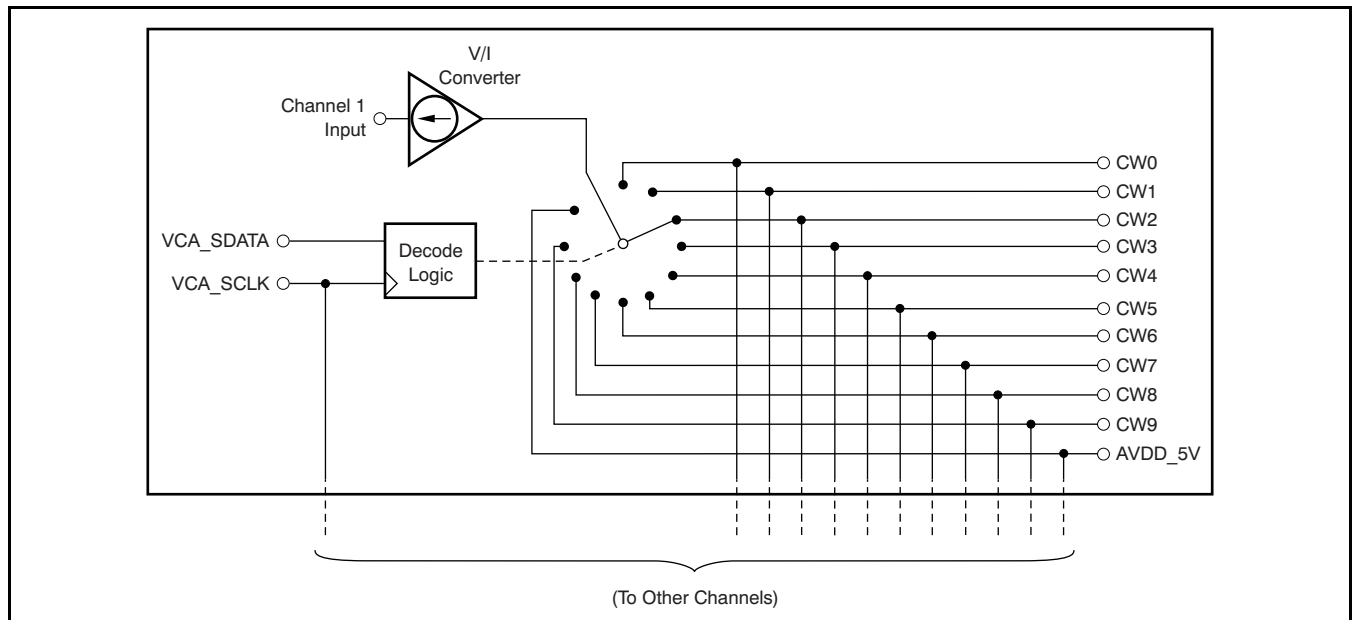 V/I
Converter
Channel 1
Input
CW0
CW1
CW2
VCA_SDATA
Decode
Logic
CW3
VCA_SCLK
CW4
CW5
CW6
CW7
CW8
CW9
AVDD_5V
(To Other Channels)